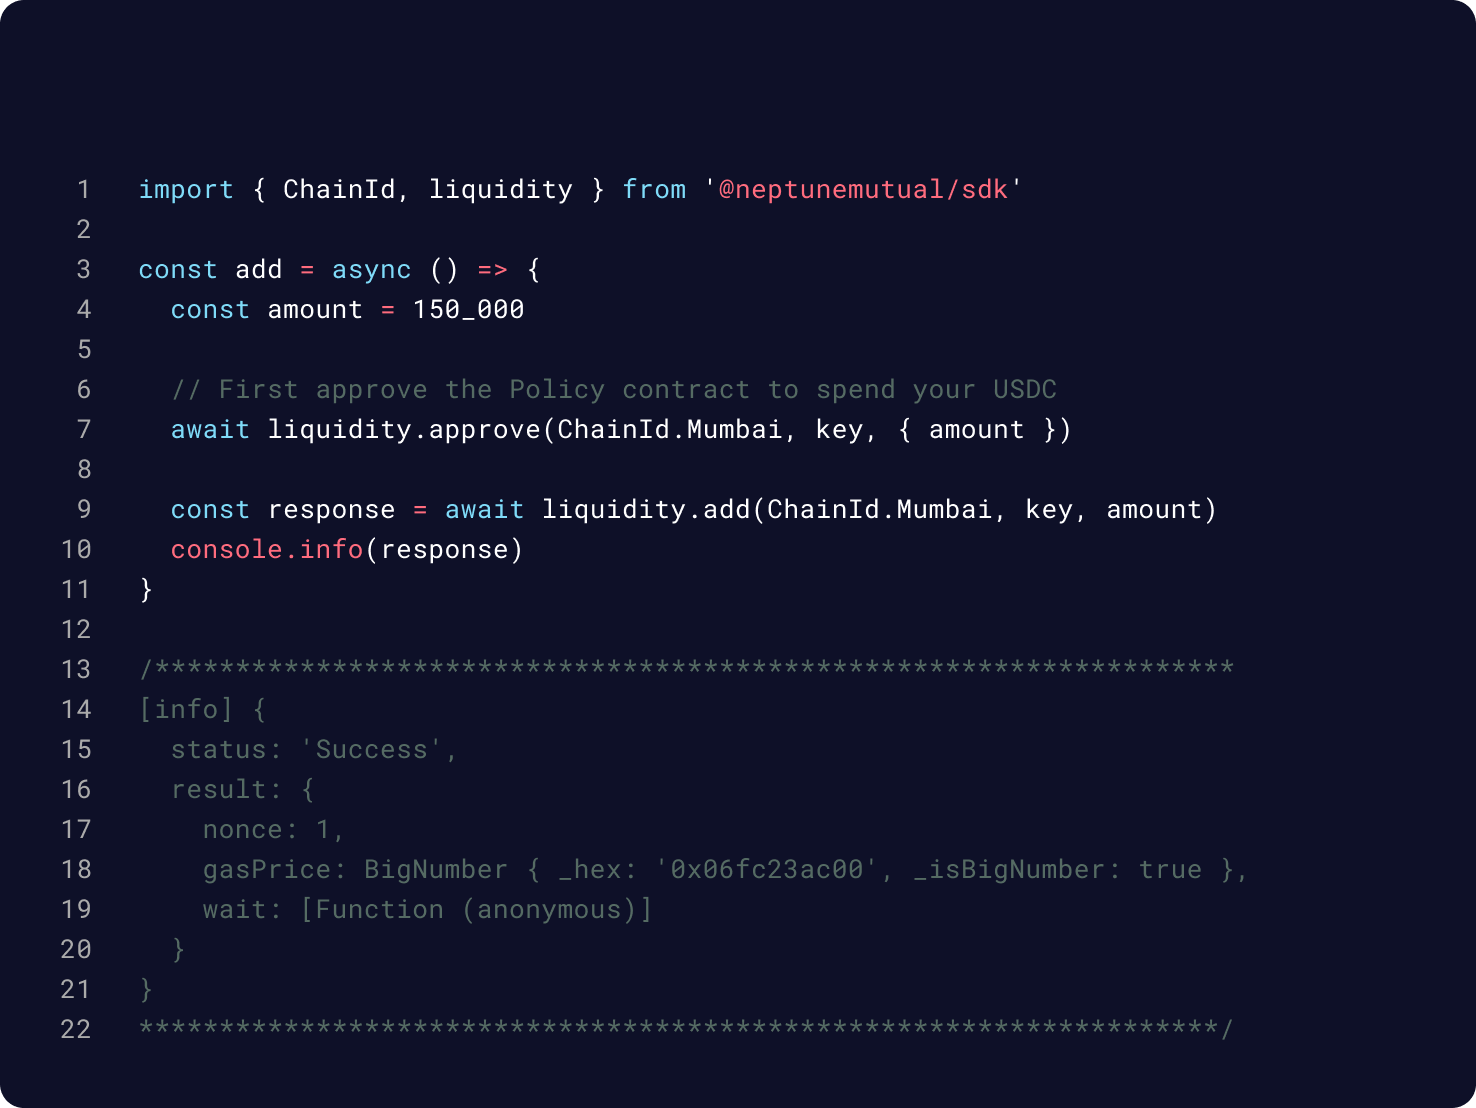 1 import { ChainId, liquidity } from '@neptunemutual/sdk'
2
3 const add = async () => {
4   const amount = 150_000
5
6   // First approve the Policy contract to spend your USDC
7   await liquidity.approve(ChainId.Mumbai, key, { amount })
8
9   const response = await liquidity.add(ChainId.Mumbai, key, amount)
10   console.info(response)
11 }
12
13 /*******************************************************************
14 [info] {
15   status: 'Success',
16   result: {
17     nonce: 1,
18     gasPrice: BigNumber { _hex: '0x06fc23ac00', _isBigNumber: true },
19     wait: [Function (anonymous)]
20   }
21 }
22 *******************************************************************/